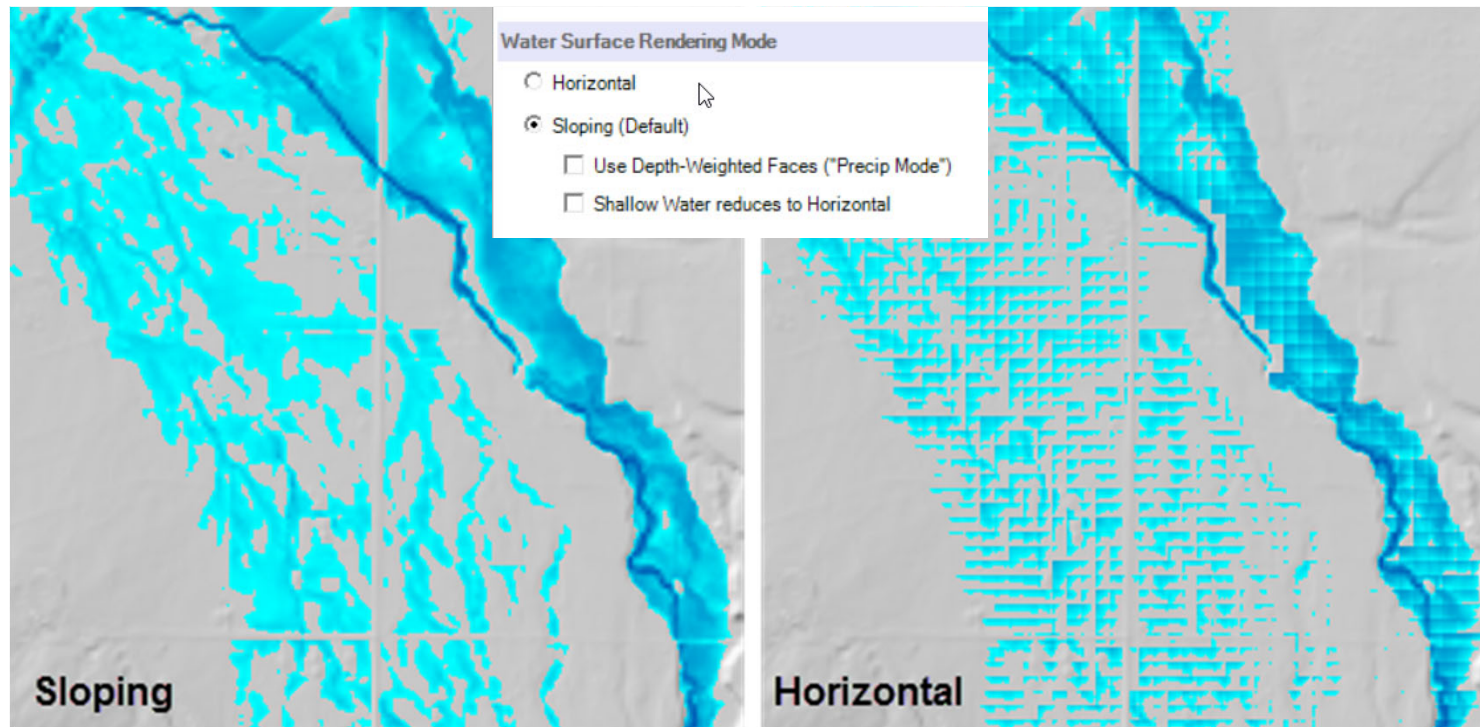 Water Surface Rendering Mode
Horizontal
Sloping (Default)
Use Depth-Weighted Faces ("Precip Mode")
Shallow Water reduces to Horizontal
Sloping
Horizontal